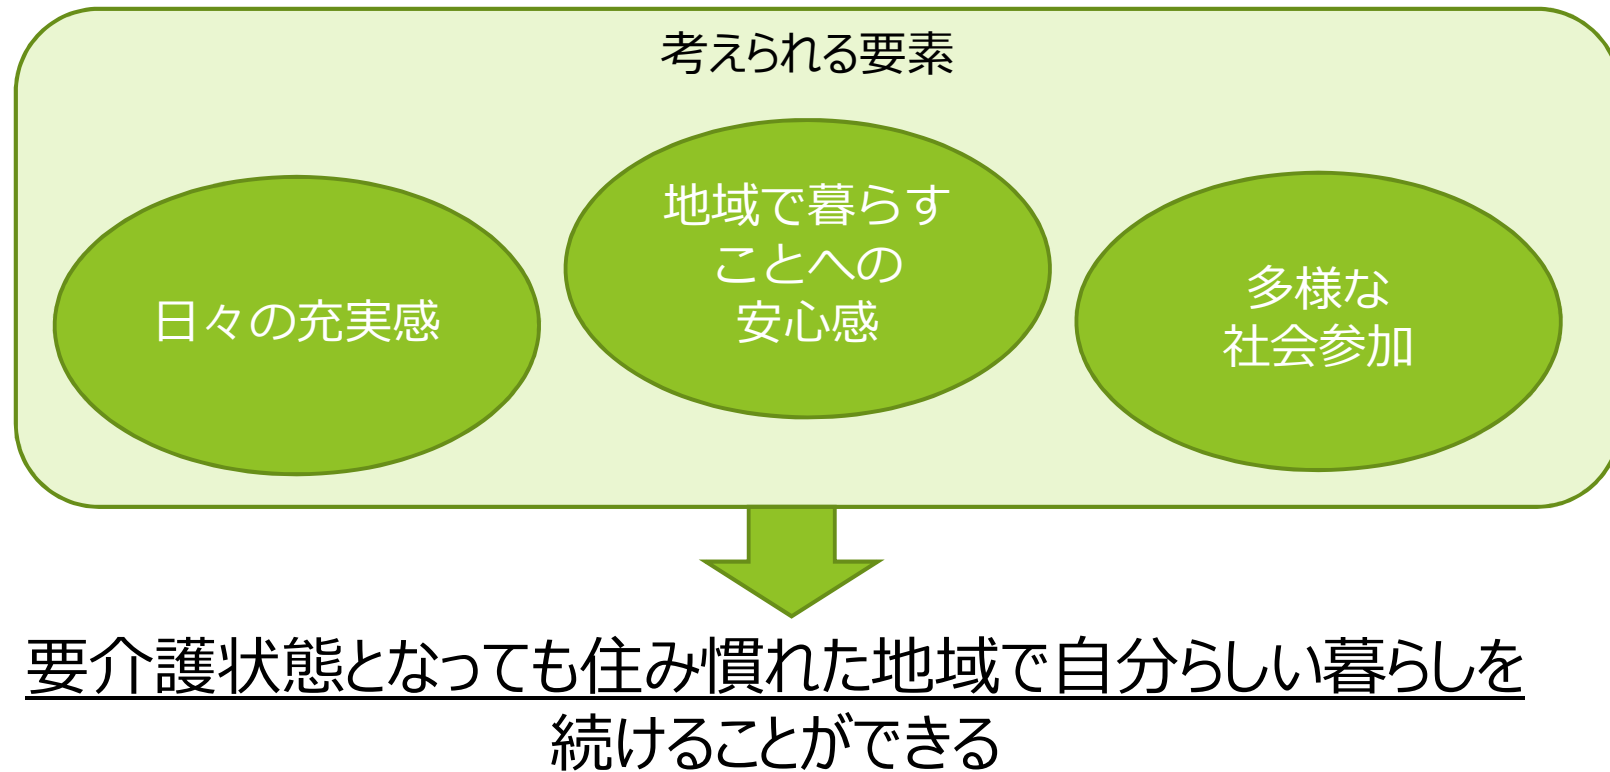 考えられる要素
日々の充実感
地域で暮らす
ことへの
安心感
多様な
社会参加
要介護状態となっても住み慣れた地域で自分らしい暮らしを
続けることができる